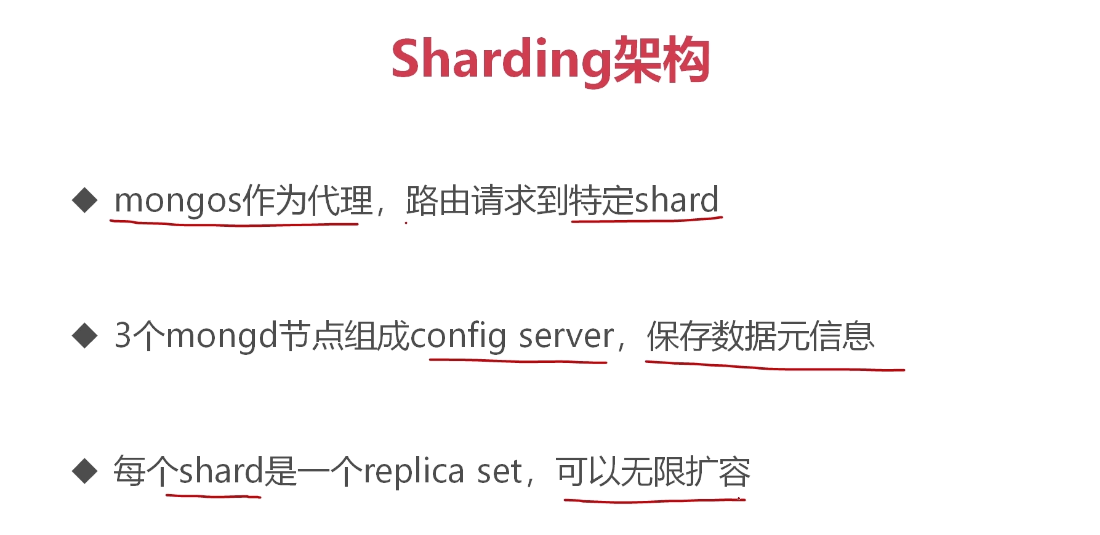 Sharding架构
◆ mongos作为代理，路由请求到特定shard
◆ 3个mongd节点组成config server，保存数据元信息
◆ 每个shard是一个replica set，可以无限扩容